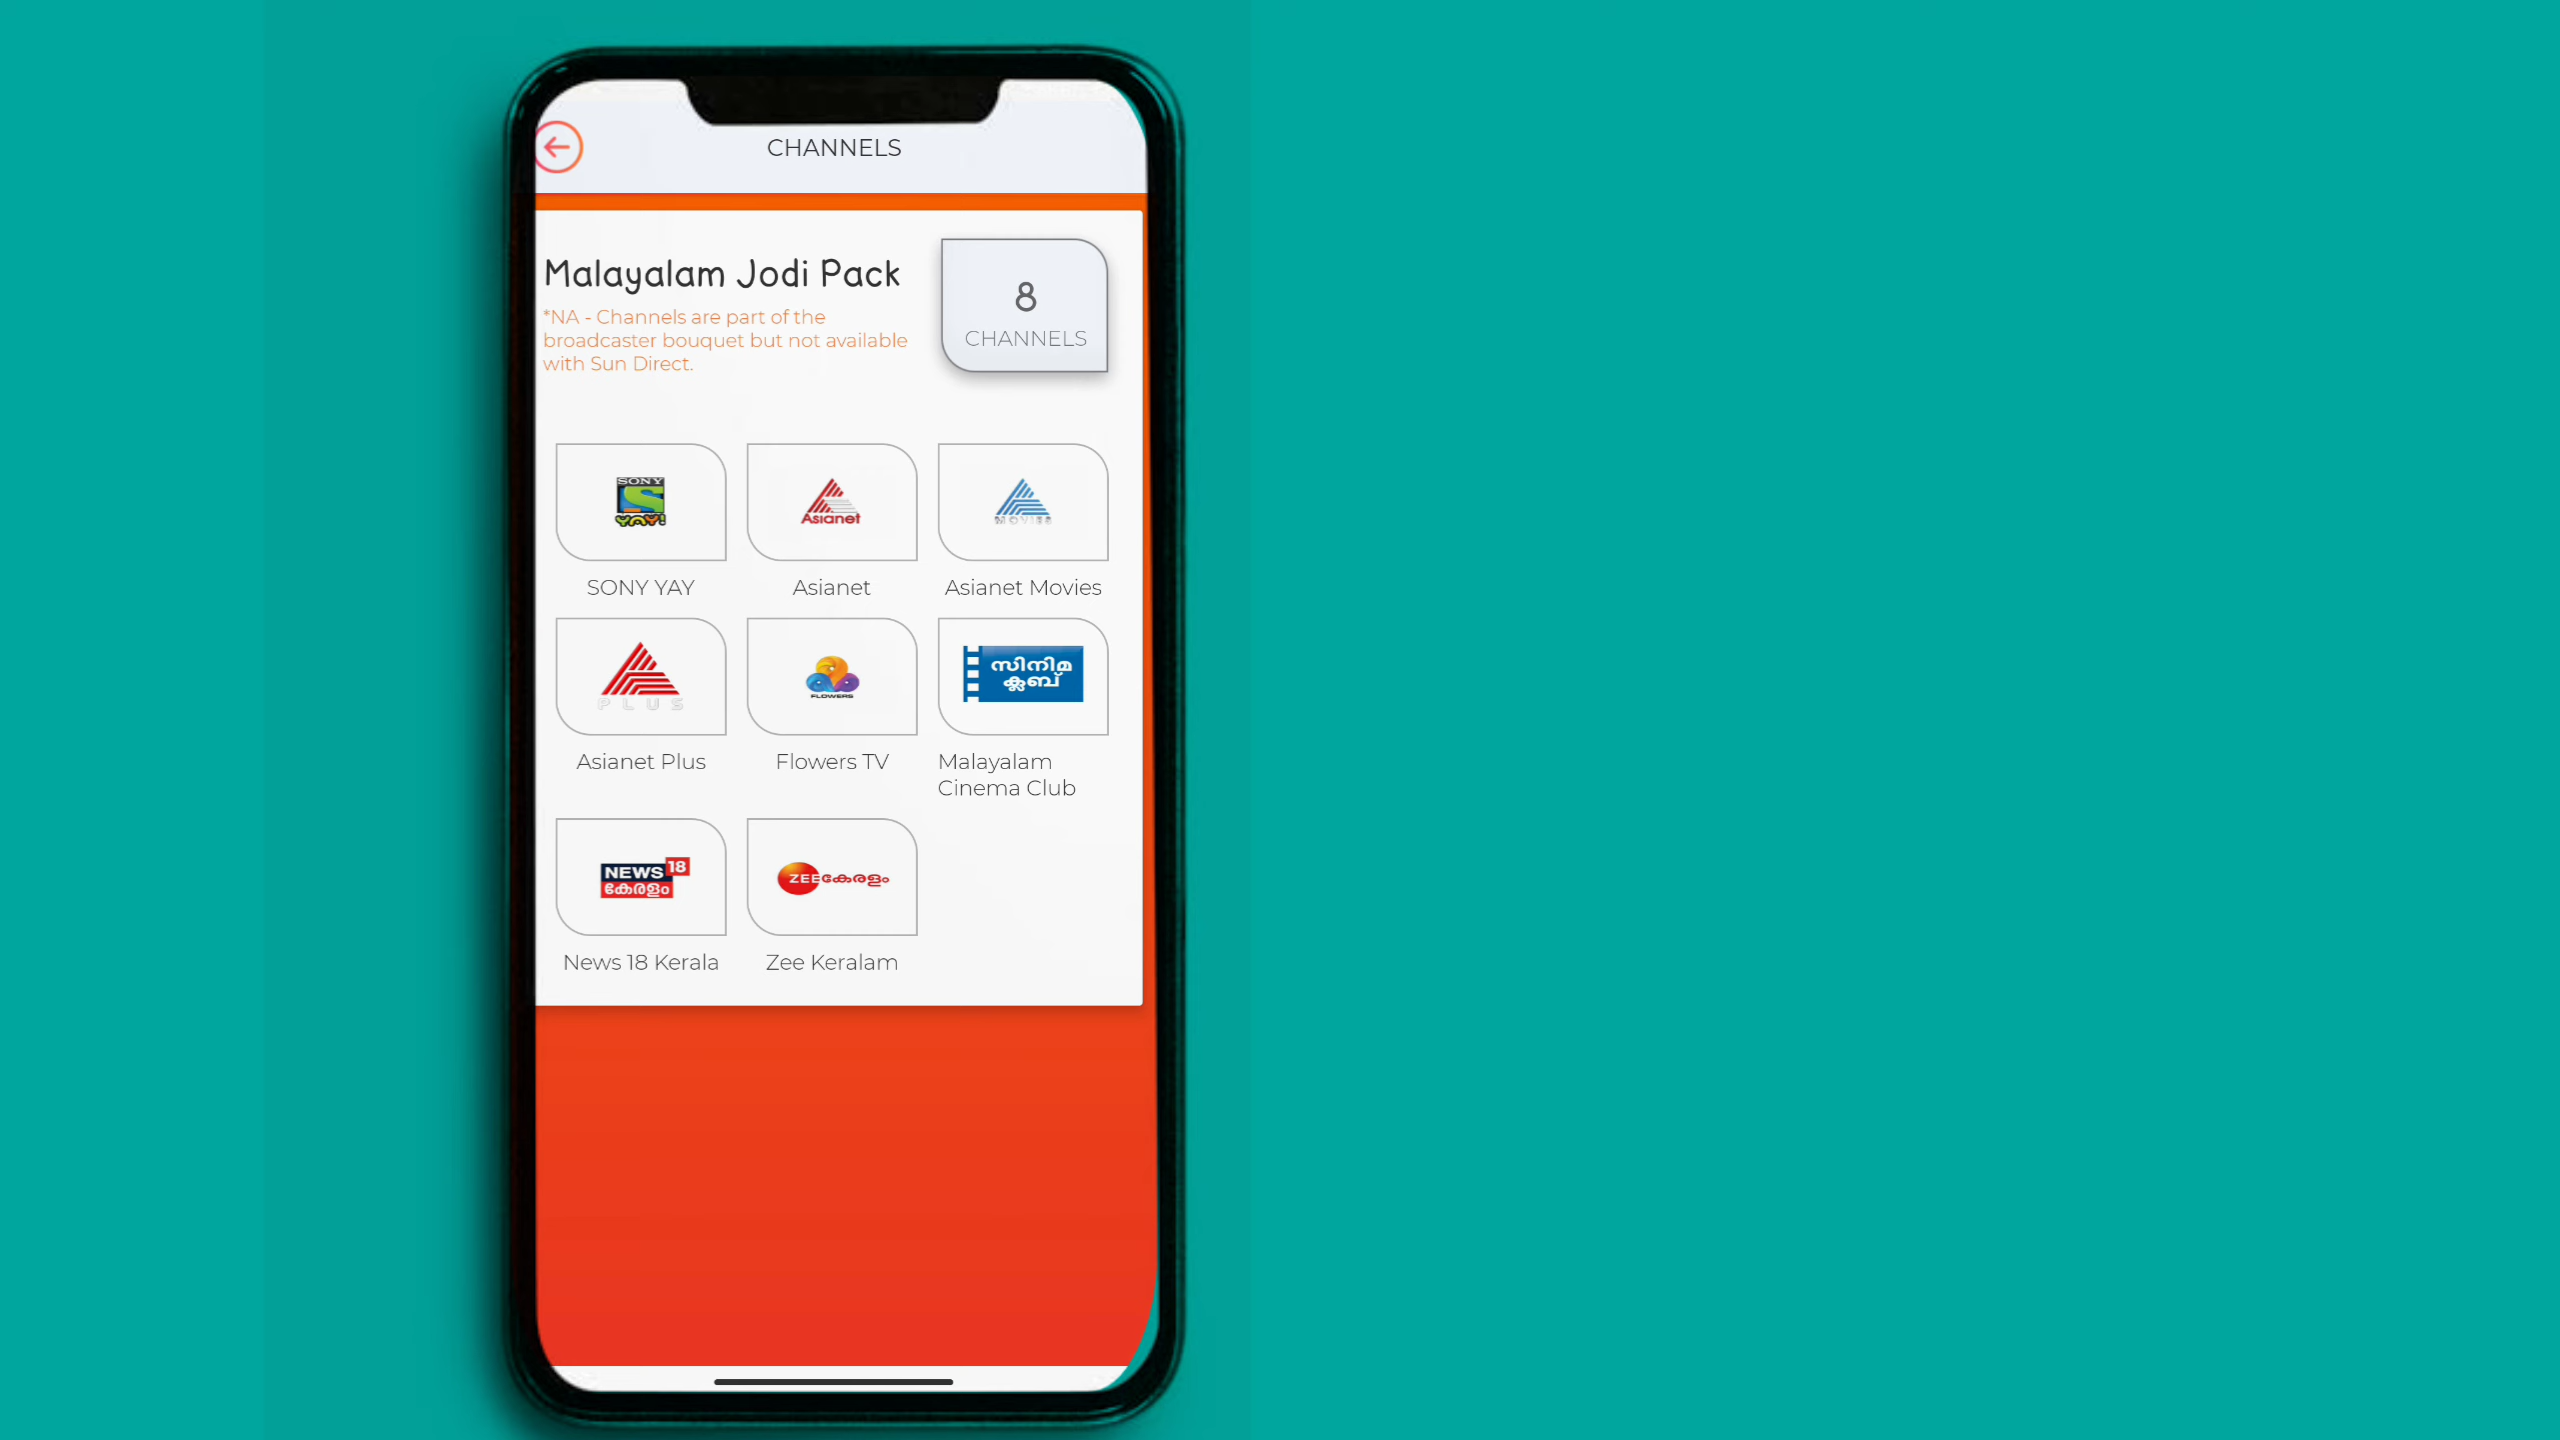 CHANNELS
Malayalam Jodi Pack
*NA - Channels are part of the
broadcaster bouquet but not available
with Sun Direct.
8
CHANNELS
SONY
YAY!
Asianet
MOVIES
SONY YAY
Asianet
Asianet Movies
PLUS
FLOWERS
സിനിമ
ക്ലബ്
Asianet Plus
Flowers TV
Malayalam
Cinema Club
NEWS 18
കേരളം
ZEE കേരളം
News 18 Kerala
Zee Keralam